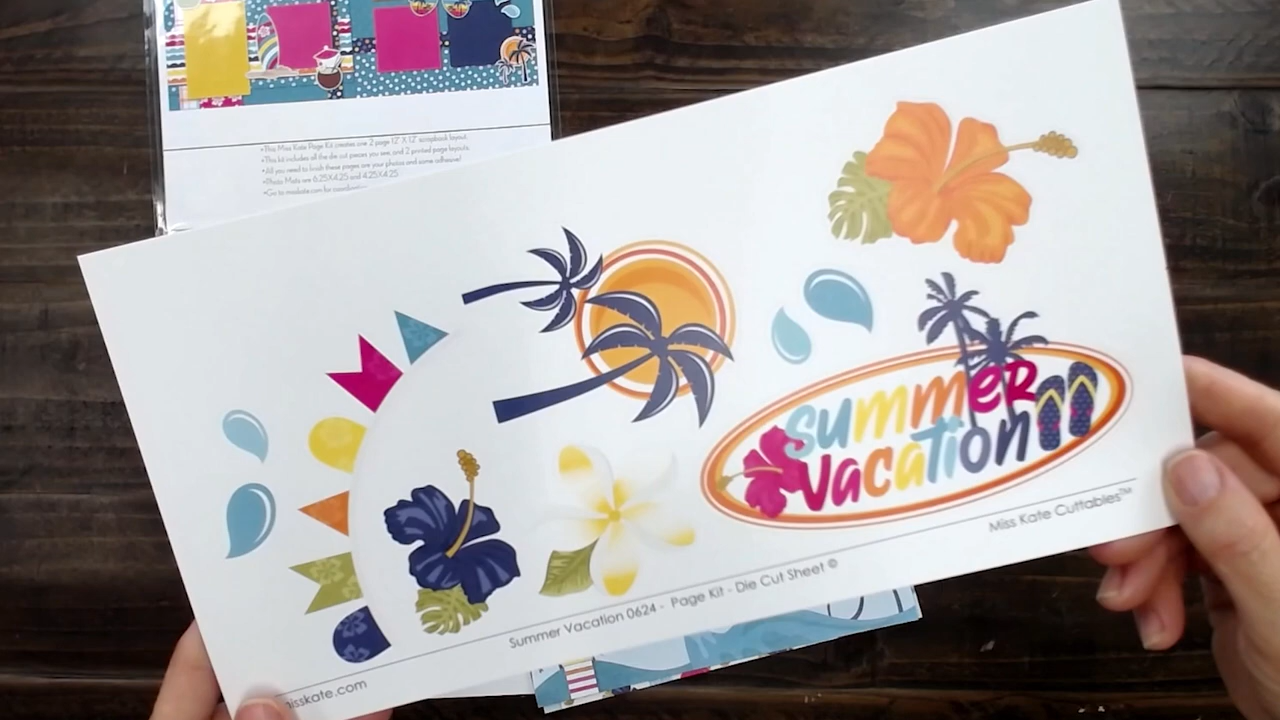 •This Miss Kate Page Kit creates one 2 page 12" X 12" scrapbook layout.
•This kit includes all the die cut pieces you see, and 2 printed page layouts.
•All you need to finish these pages are your photos and some adhesive!
•Photo Mats are 6.25X4.25 and 4.25X4.25
•Go to misskate.com for
summer
vacation
Miss Kate Cuttables™
Summer Vacation 0624 - Page Kit - Die Cut Sheet ©
isskate.com